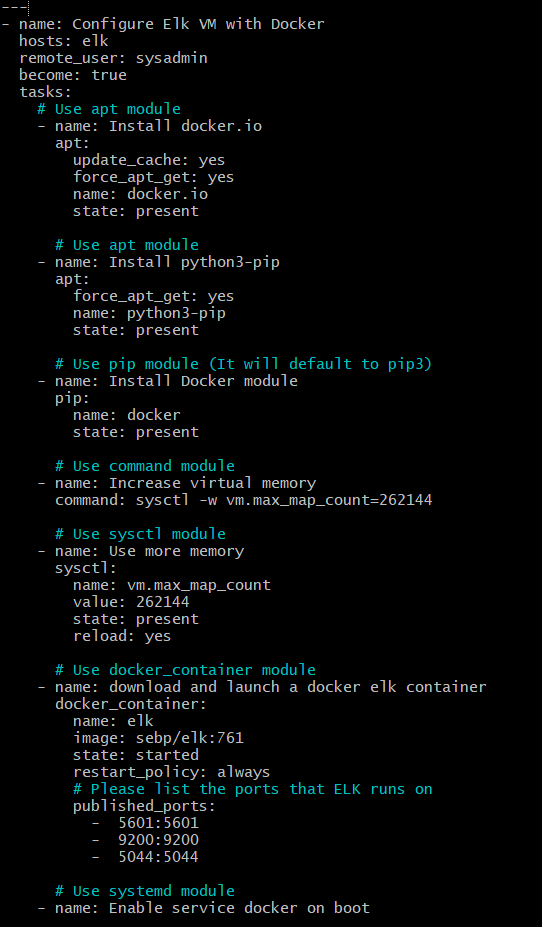 ---
- name: Configure Elk VM with Docker
  hosts: elk
  remote_user: sysadmin
  become: true
  tasks:
    # Use apt module
    - name: Install docker.io
      apt:
        update_cache: yes
        force_apt_get: yes
        name: docker.io
        state: present

      # Use apt module
    - name: Install python3-pip
      apt:
        force_apt_get: yes
        name: python3-pip
        state: present

      # Use pip module (It will default to pip3)
    - name: Install Docker module
      pip:
        name: docker
        state: present

      # Use command module
    - name: Increase virtual memory
      command: sysctl -w vm.max_map_count=262144

      # Use sysctl module
    - name: Use more memory
      sysctl:
        name: vm.max_map_count
        value: 262144
        state: present
        reload: yes

      # Use docker_container module
    - name: download and launch a docker elk container
      docker_container:
        name: elk
        image: sebp/elk:761
        state: started
        restart_policy: always
        # Please list the ports that ELK runs on
        published_ports:
          -  5601:5601
          -  9200:9200
          -  5044:5044

      # Use systemd module
    - name: Enable service docker on boot